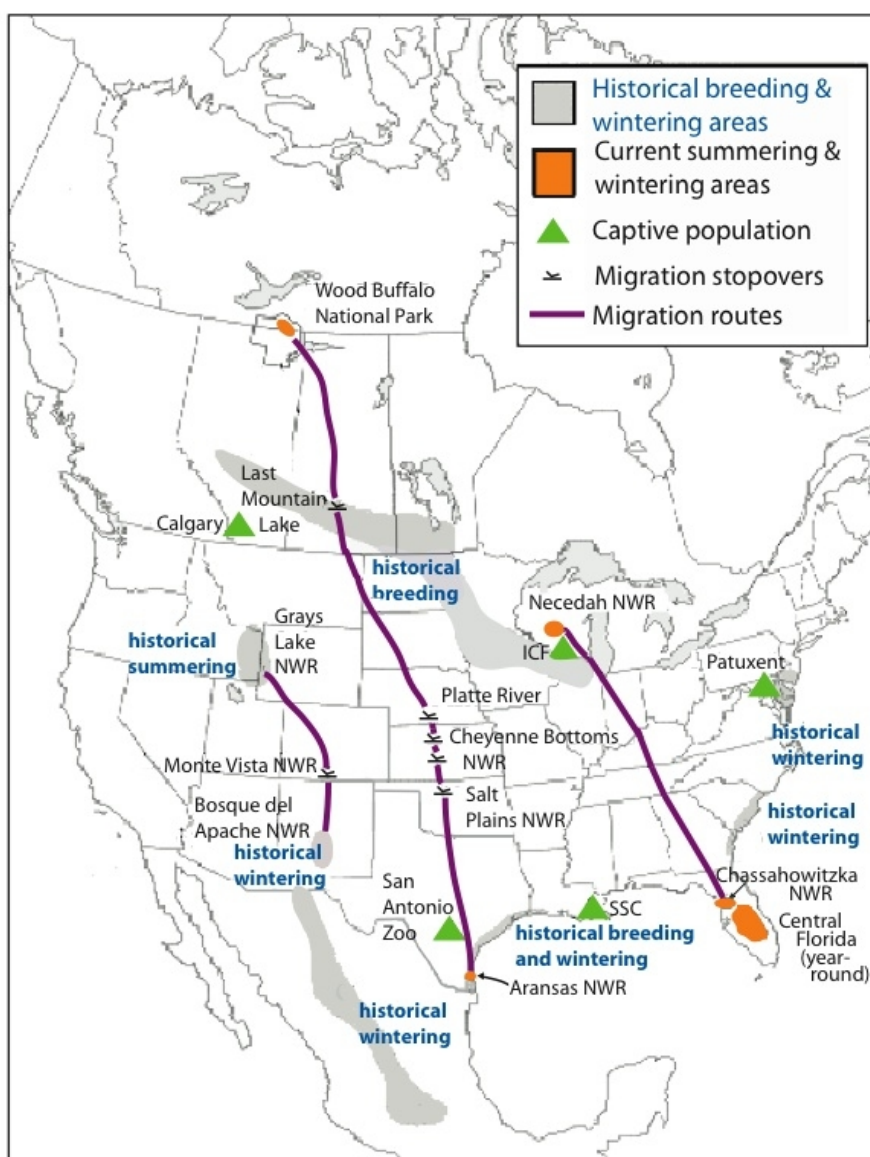 Historical breeding &
wintering areas
Current summering &
wintering areas
Captive population
Migration stopovers
Migration routes
Wood Buffalo
National Park
Last
Mountain
Lake
Calgary
historical
breeding
Necedah NWR
ICF
Grays
Lake
NWR
historical
summering
Patuxent
historical
wintering
Platte River
Cheyenne Bottoms
NWR
Monte Vista NWR
Salt
Plains NWR
Bosque del
Apache NWR
historical
wintering
historical
wintering
San
Antonio
Zoo
Chassahowitzka
NWR
SSC
Central
Florida
(year-
round)
historical breeding
and wintering
Aransas NWR
historical
wintering